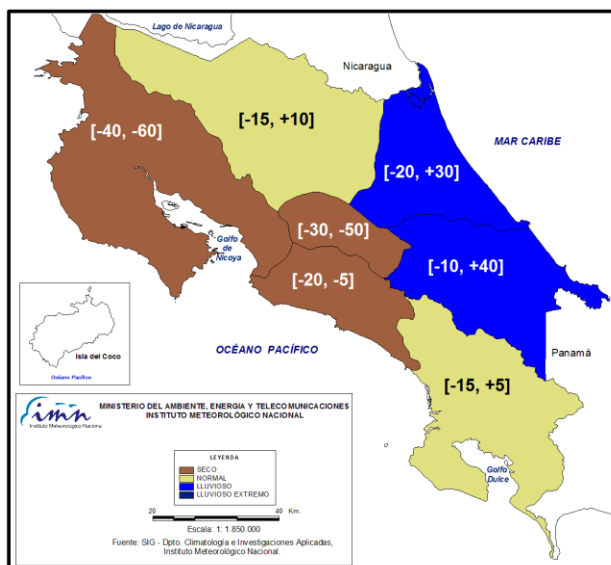 Lago de Nicaragua
Nicaragua
[-15, +10]
[-40, -60]
MAR CARIBE
[-20, +30]
[-30, -50]
Golfo
de
Nicoya
[-10, +40]
[-20, -5]
OCÉANO PACÍFICO
Isla del Coco
Océano Pacífico
Panamá
[-15, +5]
Golfo
Dulce
imn
Instituto Meteorológico Nacional
MINISTERIO DEL AMBIENTE, ENERGIA Y TELECOMUNICACIONES
INSTITUTO METEOROLÓGICO NACIONAL
LEYENDA
SECO
NORMAL
LLUVIOSO
LLUVIOSO EXTREMO
20 0 20 40 Km.
Escala: 1: 1.850.000
Fuente: SIG - Dpto. Climatología e Investigaciones Aplicadas,
Instituto Meteorológico Nacional.